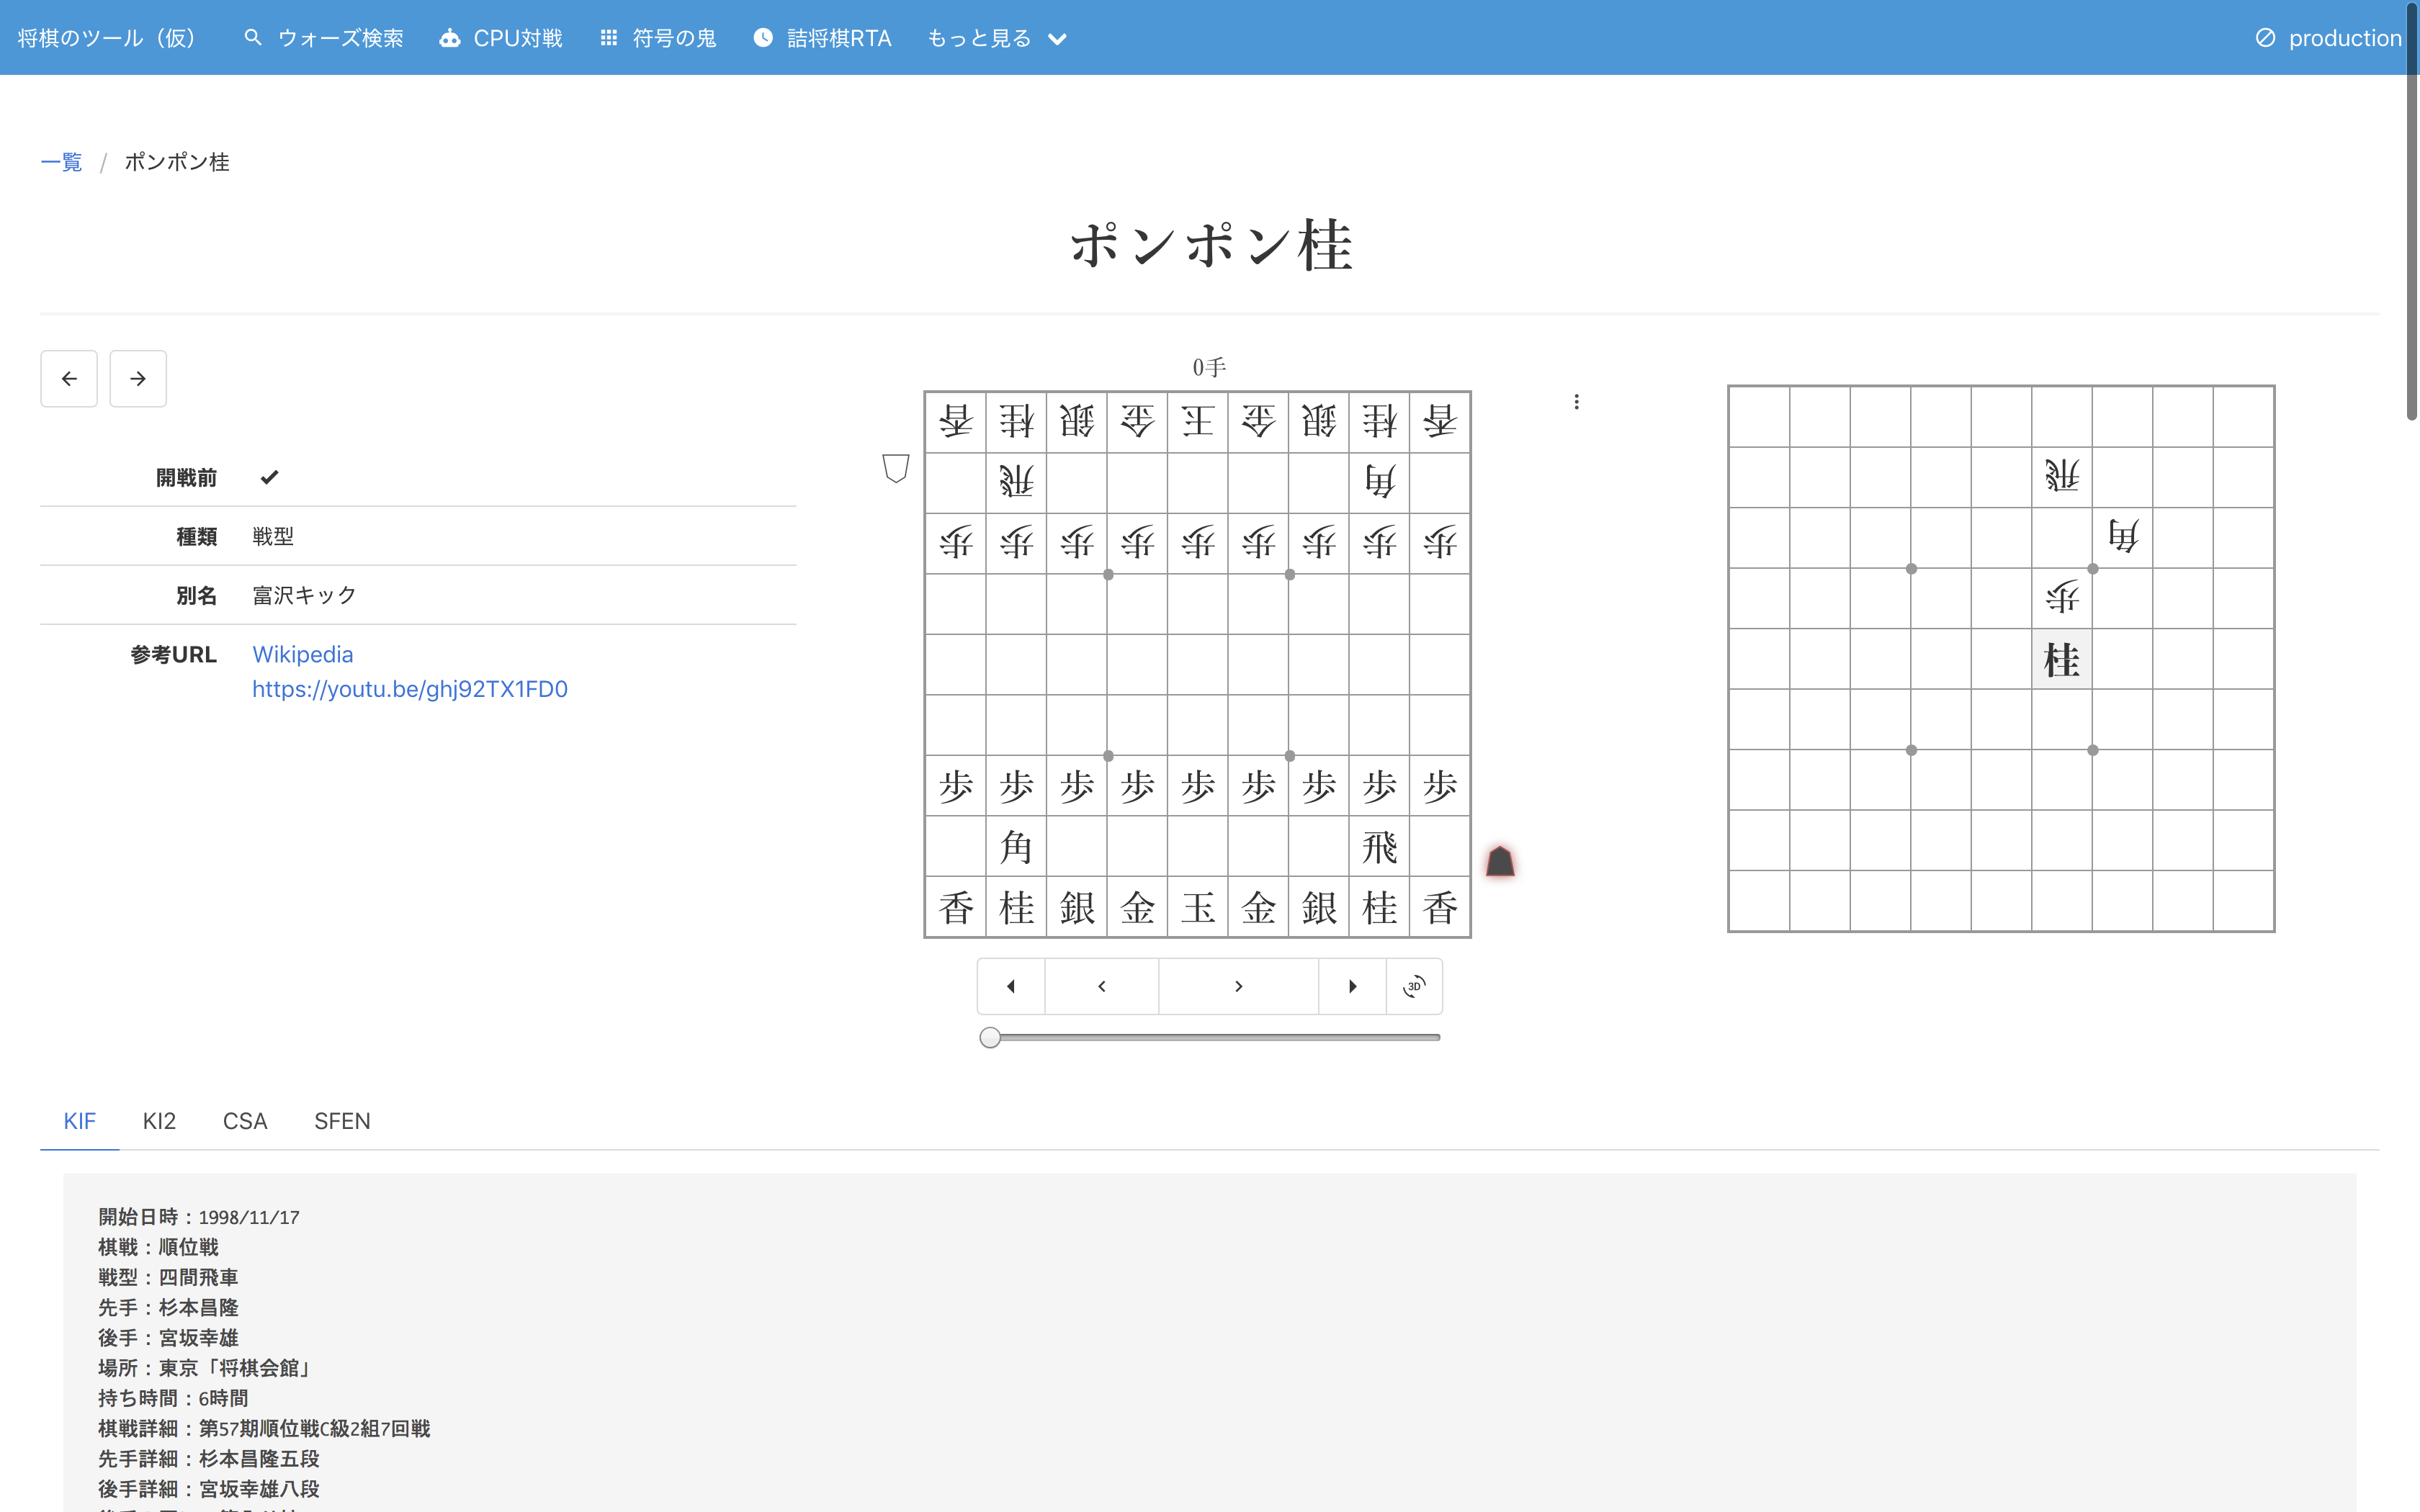 将棋のツール（仮） ウォーズ検索 CPU対戦 符号の鬼 詰将棋RTA もっと見る production
一覧 / ポンポン桂
ポンポン桂
開戦前
種類 戦型
別名 富沢キック
参考URL Wikipedia
https://youtu.be/ghj92TX1FD0
0手
香 桂 銀 金 王 金 銀 桂 香
飛 角
歩 歩 歩 歩 歩 歩 歩 歩 歩
歩 歩 歩 歩 歩 歩 歩 歩 歩
角 飛
香 桂 銀 金 玉 金 銀 桂 香
3D
飛
角
歩
桂
KIF KI2 CSA SFEN
開始日時：1998/11/17
棋戦：順位戦
戦型：四間飛車
先手：杉本昌隆
後手：宮坂幸雄
場所：東京「将棋会館」
持ち時間：6時間
棋戦詳細：第57期順位戦C級2組7回戦
先手詳細：杉本昌隆五段
後手詳細：宮坂幸雄八段